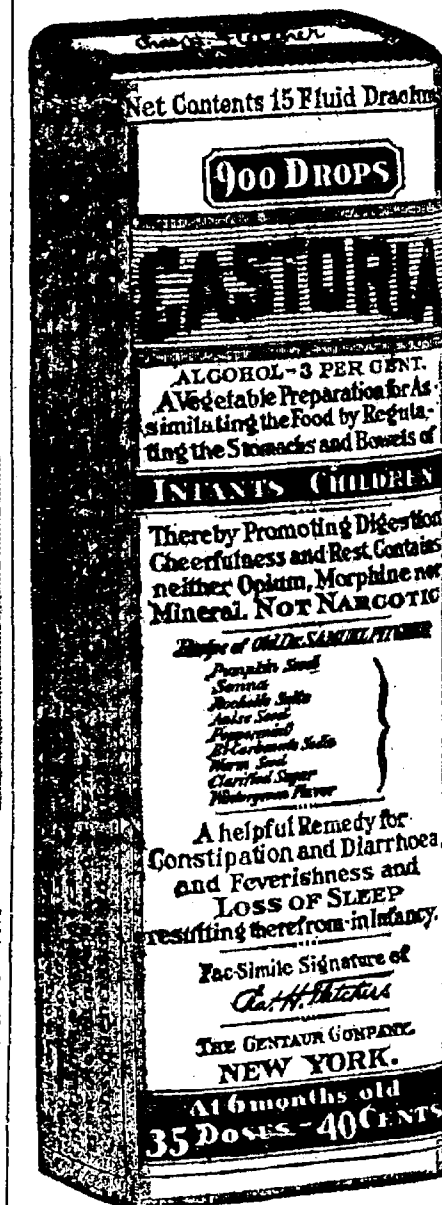 Net Contents 15 Fluid Drachms
900 DROPS
CASTORIA
ALCOHOL-3 PER CENT.
A Vegetable Preparation for As-
similating the Food by Regula-
ting the Stomachs and Bowels of
INFANTS CHILDREN
Thereby Promoting Digestion
Cheerfulness and Rest. Contains
neither Opium, Morphine nor
Mineral. NOT NARCOTIC
Recipe of Old Dr. SAMUEL PITCHER
Pumpkin Seed
Senna
Rochelle Salts
Anise Seed
Peppermint
Bi Carbonate Soda
Worm Seed
Clarified Sugar
Wintergreen Flavor
A helpful Remedy for
Constipation and Diarrhoea,
and Feverishness and
LOSS OF SLEEP
resulting therefrom-in Infancy.
Fac-Simile Signature of
Chas. H. Fletcher
THE CENTAUR COMPANY.
NEW YORK.
At 6 months old
35 DOSES - 40 CENTS